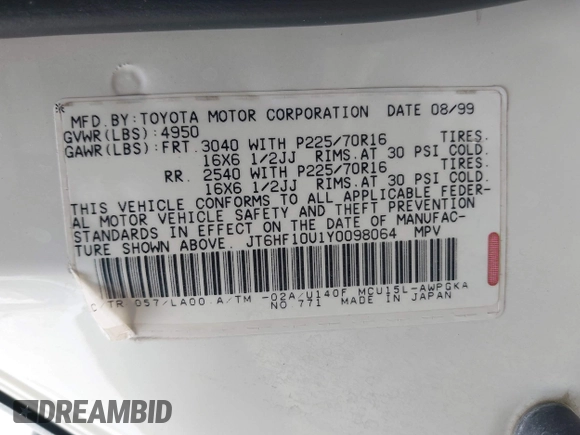 MFD. BY: TOYOTA MOTOR CORPORATION DATE 08/99
GVWR(LBS): 4950
GAWR(LBS): FRT. 3040 WITH P225/70R16 TIRES.
16X6 1/2JJ RIMS. AT 30 PSI COLD.
RR. 2540 WITH P225/70R16 TIRES.
16X6 1/2JJ RIMS. AT 30 PSI COLD.
THIS VEHICLE CONFORMS TO ALL APPLICABLE FEDER-
AL MOTOR VEHICLE SAFETY AND THEFT PREVENTION
STANDARDS IN EFFECT ON THE DATE OF MANUFAC-
TURE SHOWN ABOVE. JT6HF10U1Y0098064 MPV
C/TR 057/LA00 A/TM -02A/U140F MCU15L-AWPGKA
NO 771 MADE IN JAPAN
DREAMBID